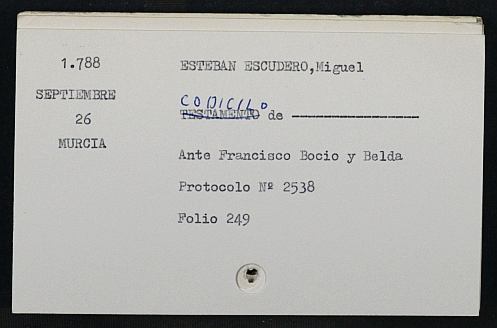 1.788
SEPTIEMBRE
26
MURCIA
ESTEBAN ESCUDERO,Miguel
CODICILO
TESTAMENTO de ------------------
Ante Francisco Bocio y Belda
Protocolo Nº 2538
Folio 249